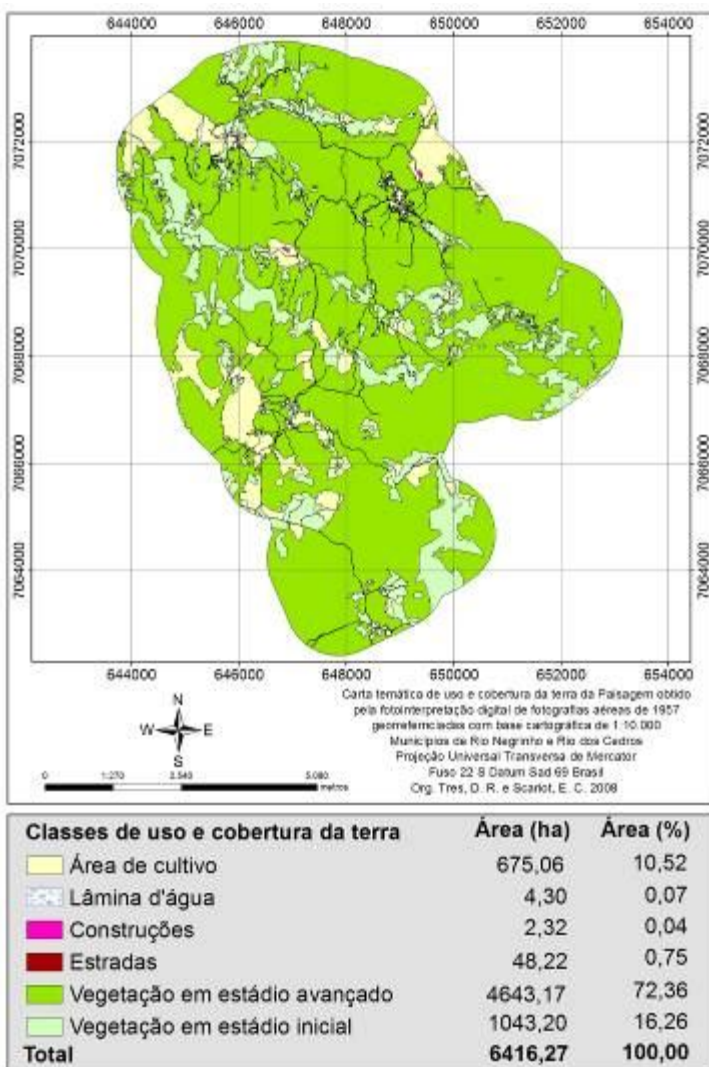 644000 646000 648000 650000 652000 654000
7072000 7072000
7070000 7070000
7068000 7068000
7066000 7066000
7064000 7064000
644000 646000 648000 650000 652000 654000
N
W E
S
0 1.270 2.540 5.080
metros
Carta temática de uso e cobertura da terra da Paisagem obtido
pela fotointerpretação digital de fotografias aéreas de 1957
georrefernciadas com base cartográfica de 1:10.000
Municípios de Rio Negrinho e Rio dos Cedros
Projeção Universal Transversa de Mercator
Fuso 22 S Datum Sad 69 Brasil
Org. Tres, D. R. e Scariot, E. C. 2008
Classes de uso e cobertura da terra Área (ha) Área (%)
Área de cultivo 675,06 10,52
Lâmina d'água 4,30 0,07
Construções 2,32 0,04
Estradas 48,22 0,75
Vegetação em estádio avançado 4643,17 72,36
Vegetação em estádio inicial 1043,20 16,26
Total 6416,27 100,00